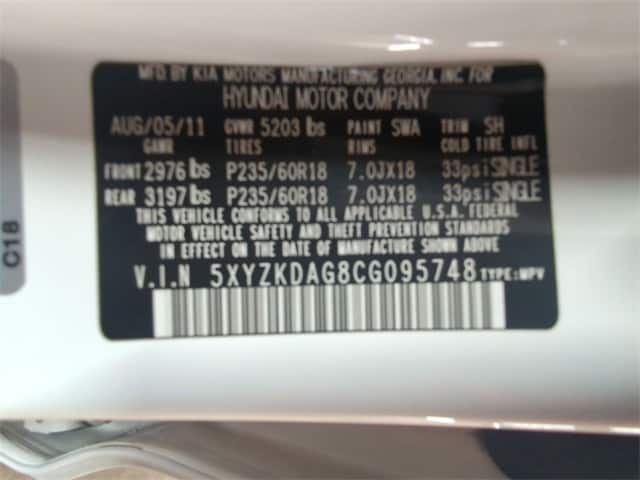 MFD BY KIA MOTORS MANUFACTURING GEORGIA, INC. FOR
HYUNDAI MOTOR COMPANY
AUG/05/11 GVWR 5203 lbs PAINT SWA TRIM SH
GAWR TIRES RIMS COLD TIRE INFL
FRONT 2976 lbs P235/60R18 7.0JX18 33psi SINGLE
REAR 3197 lbs P235/60R18 7.0JX18 33psi SINGLE
THIS VEHICLE CONFORMS TO ALL APPLICABLE U.S.A. FEDERAL
MOTOR VEHICLE SAFETY AND THEFT PREVENTION STANDARDS
IN EFFECT ON THE DATE OF MANUFACTURE SHOWN ABOVE
V.I.N 5XYZKDAG8CG095748 TYPE:MPV
C18